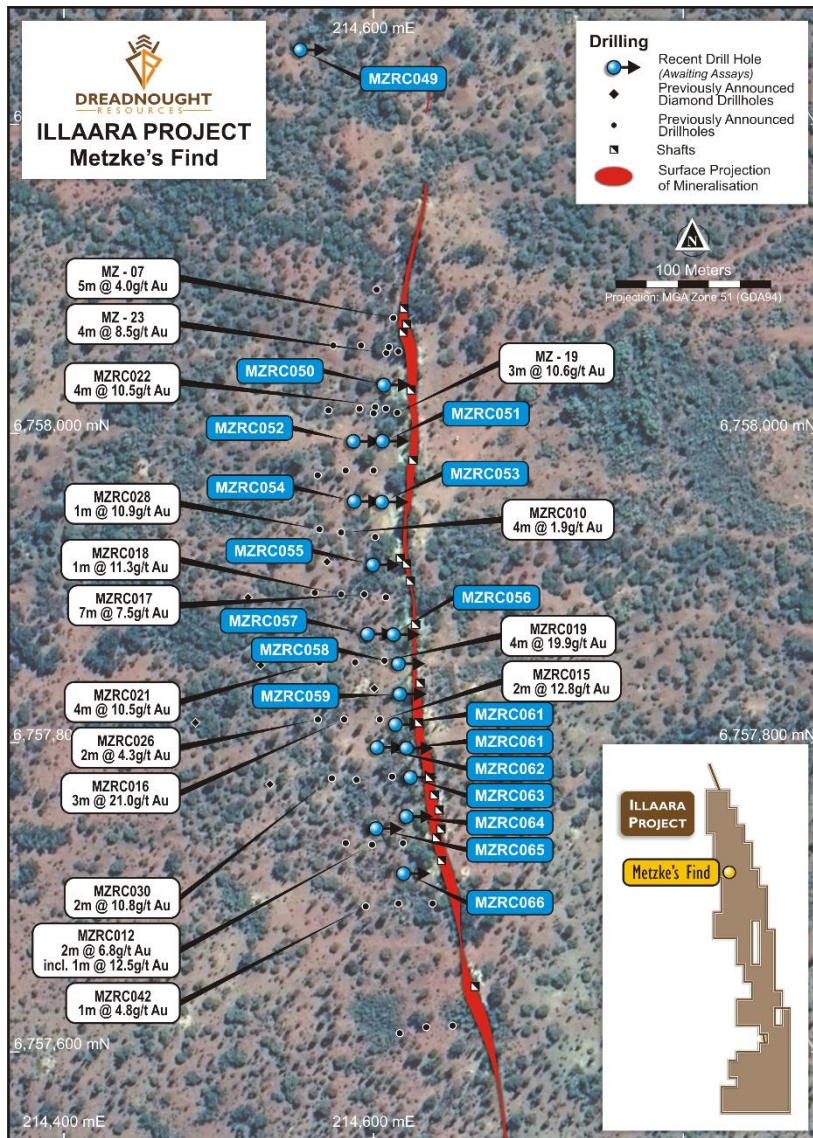 214,600 mE
DREADNOUGHT
RESOURCES
ILLAARA PROJECT
Metzke's Find
MZRC049
Drilling
Recent Drill Hole
(Awaiting Assays)
Previously Announced
Diamond Drillholes
Previously Announced
Drillholes
Shafts
Surface Projection
of Mineralisation
N
100 Meters
Projection: MGA Zone 51 (GDA94)
MZ - 07
5m @ 4.0g/t Au
MZ - 23
4m @ 8.5g/t Au
MZRC050
MZ - 19
3m @ 10.6g/t Au
MZRC022
4m @ 10.5g/t Au
MZRC052
MZRC051
6,758,000 mN
6,758,000 mN
MZRC054
MZRC053
MZRC028
1m @ 10.9g/t Au
MZRC010
4m @ 1.9g/t Au
MZRC018
1m @ 11.3g/t Au
MZRC055
MZRC017
7m @ 7.5g/t Au
MZRC056
MZRC057
MZRC058
MZRC019
4m @ 19.9g/t Au
MZRC021
4m @ 10.5g/t Au
MZRC059
MZRC015
2m @ 12.8g/t Au
MZRC026
2m @ 4.3g/t Au
MZRC061
MZRC061
6,757,800 mN
6,757,800 mN
MZRC062
MZRC016
3m @ 21.0g/t Au
MZRC063
MZRC064
MZRC065
MZRC030
2m @ 10.8g/t Au
MZRC066
MZRC012
2m @ 6.8g/t Au
incl. 1m @ 12.5g/t Au
MZRC042
1m @ 4.8g/t Au
ILLAARA
PROJECT
Metzke's Find
6,757,600 mN
214,400 mE
214,600 mE